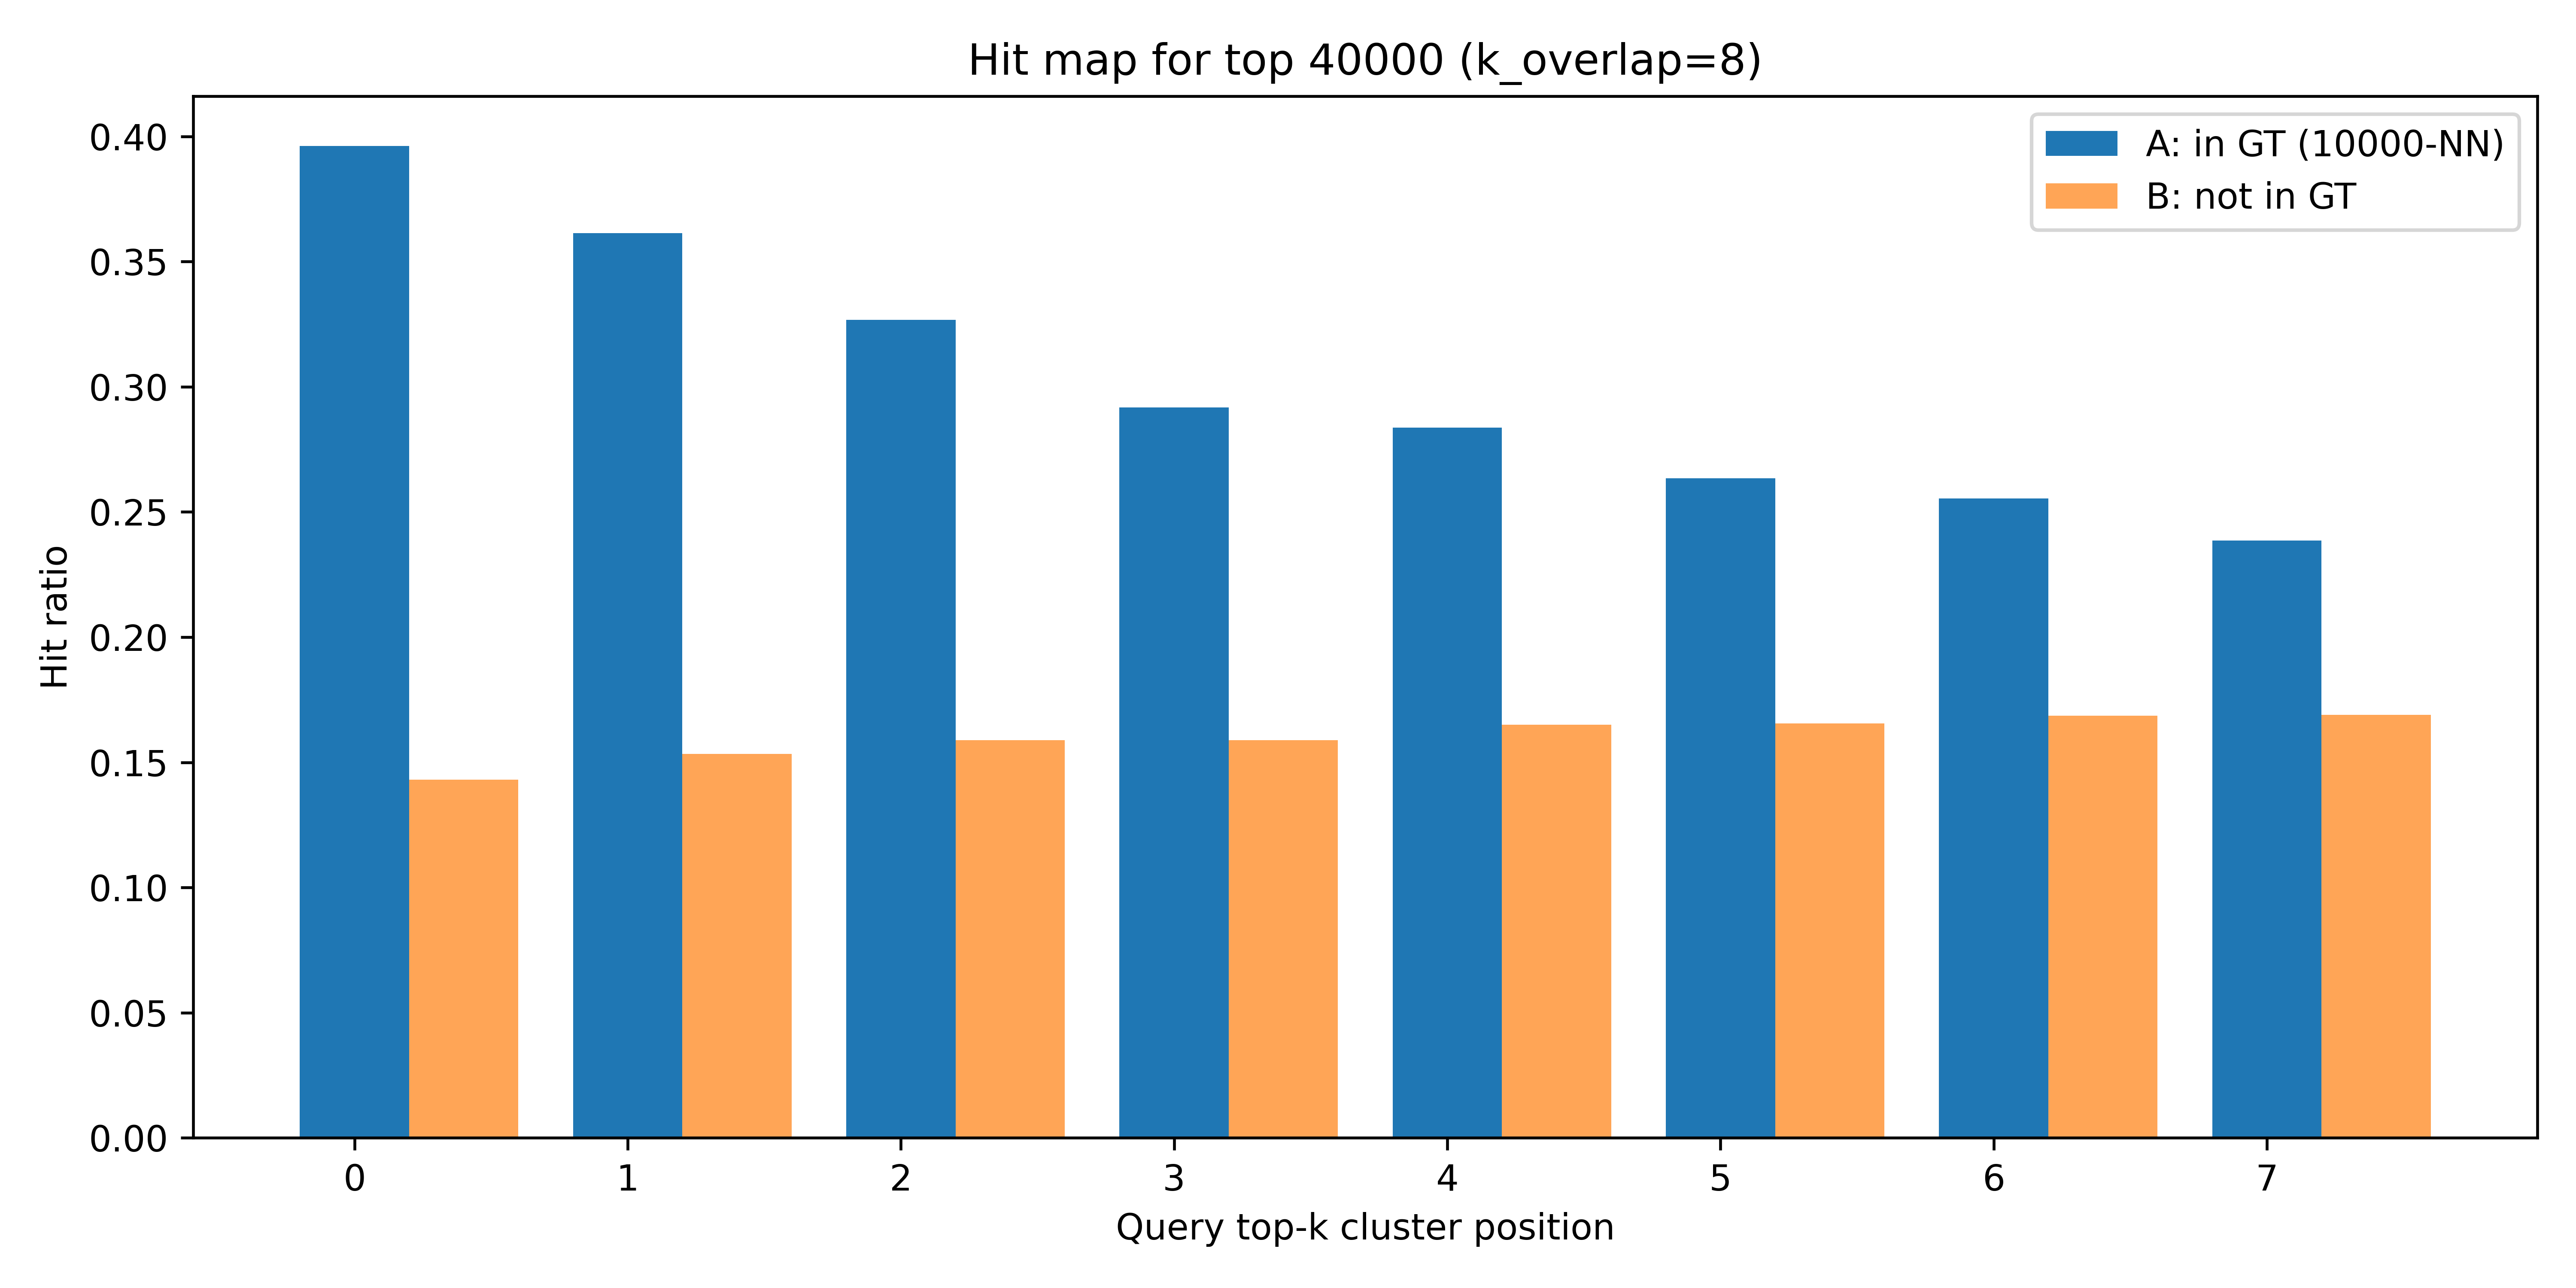 Hit map for top 40000 (k_overlap=8)
A: in GT (10000-NN)
B: not in GT
Hit ratio
0.40
0.35
0.30
0.25
0.20
0.15
0.10
0.05
0.00
0 1 2 3 4 5 6 7
Query top-k cluster position